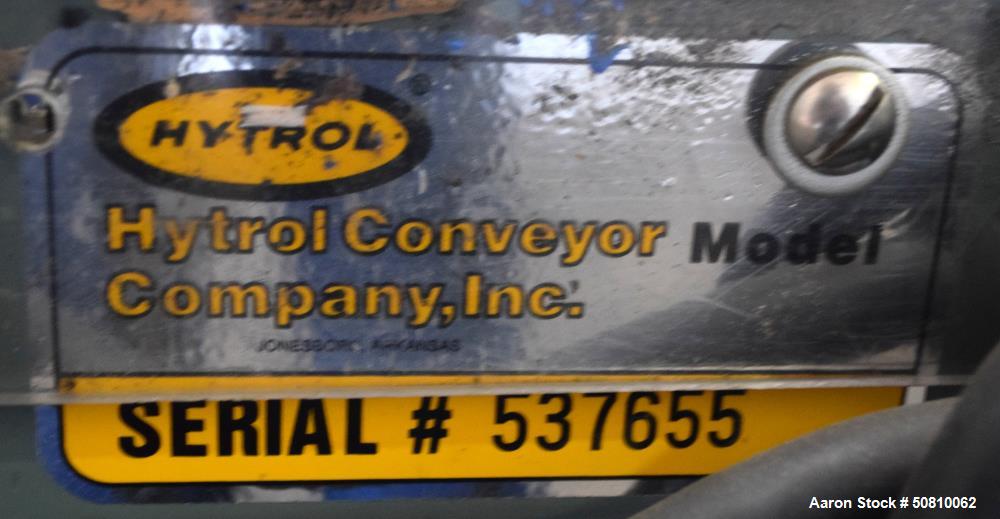 HYTROL
Hytrol Conveyor Model
Company, Inc.
JONESBORO, ARKANSAS
SERIAL # 537655
Aaron Stock # 50810062